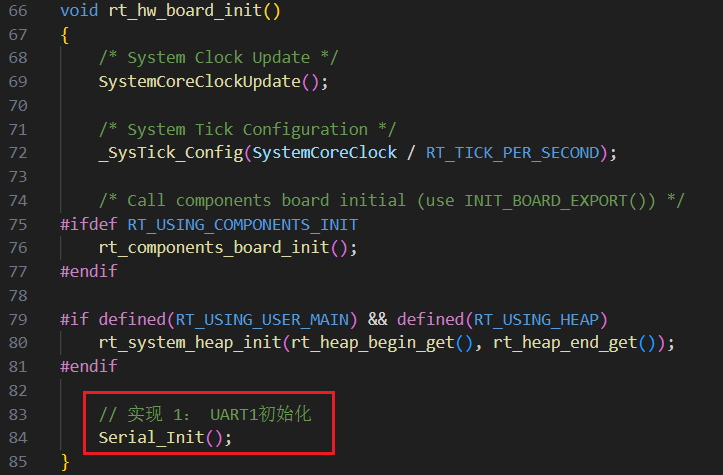 66 void rt_hw_board_init()
67 {
68 /* System Clock Update */
69 SystemCoreClockUpdate();
70
71 /* System Tick Configuration */
72 _SysTick_Config(SystemCoreClock / RT_TICK_PER_SECOND);
73
74 /* Call components board initial (use INIT_BOARD_EXPORT()) */
75 #ifdef RT_USING_COMPONENTS_INIT
76 rt_components_board_init();
77 #endif
78
79 #if defined(RT_USING_USER_MAIN) && defined(RT_USING_HEAP)
80 rt_system_heap_init(rt_heap_begin_get(), rt_heap_end_get());
81 #endif
82
83 // 实现 1： UART1初始化
84 Serial_Init();
85 }